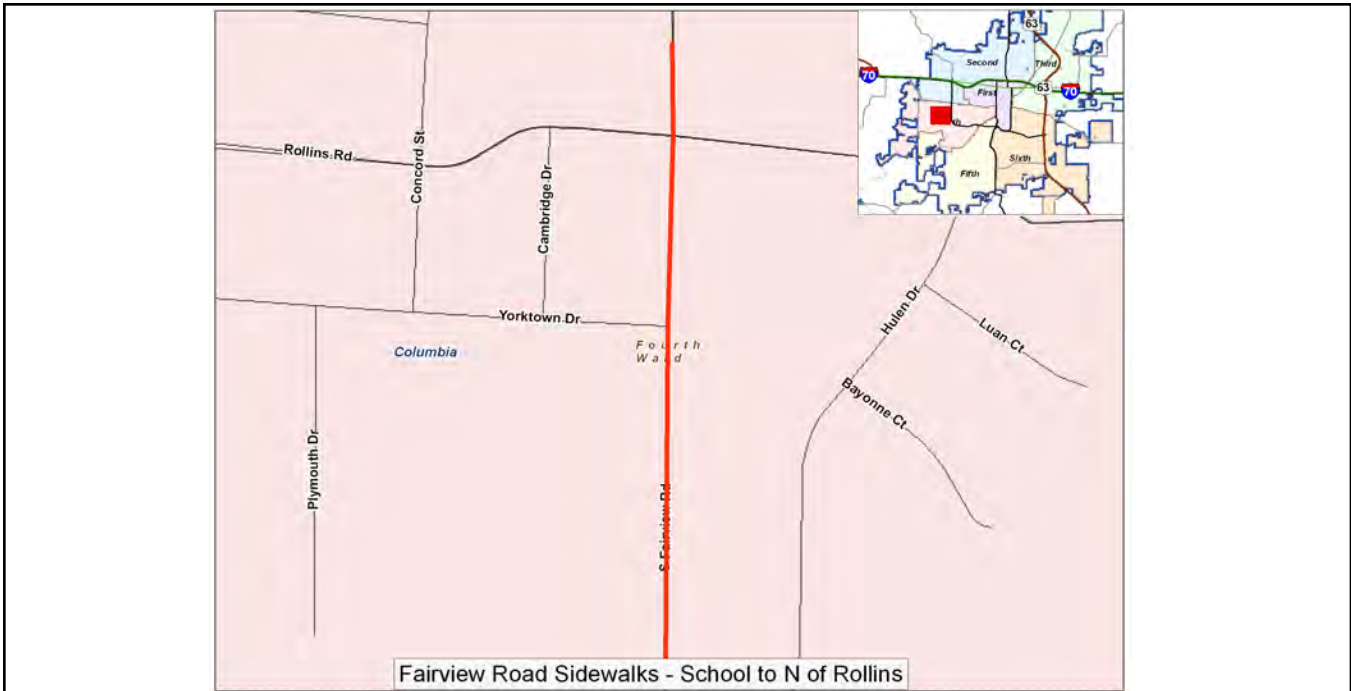 63
Second
Third
70
63
70
First
th
Sixth
Fifth
Rollins Rd
Concord St
Cambridge Dr
Yorktown Dr
Columbia
Fourth
Ward
Hulen Dr
Luan Ct
Bayonne Ct
Plymouth Dr
S Fairview Rd
Fairview Road Sidewalks - School to N of Rollins